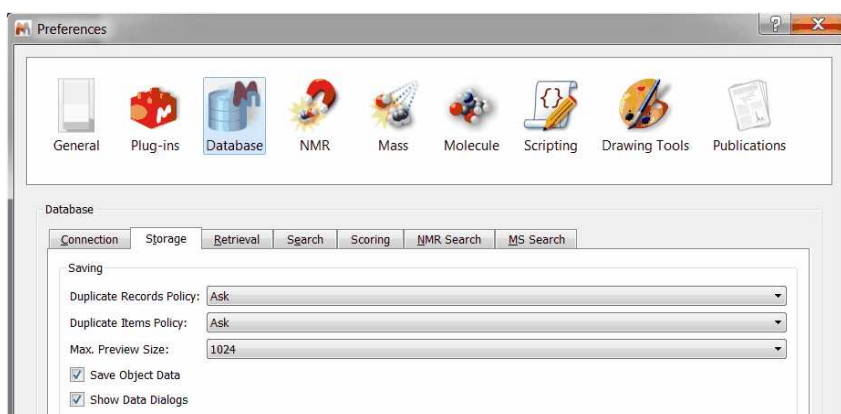 Preferences
General Plug-ins Database NMR Mass Molecule Scripting Drawing Tools Publications
Database
Connection Storage Retrieval Search Scoring NMR Search MS Search
Saving
Duplicate Records Policy: Ask
Duplicate Items Policy: Ask
Max. Preview Size: 1024
Save Object Data
Show Data Dialogs